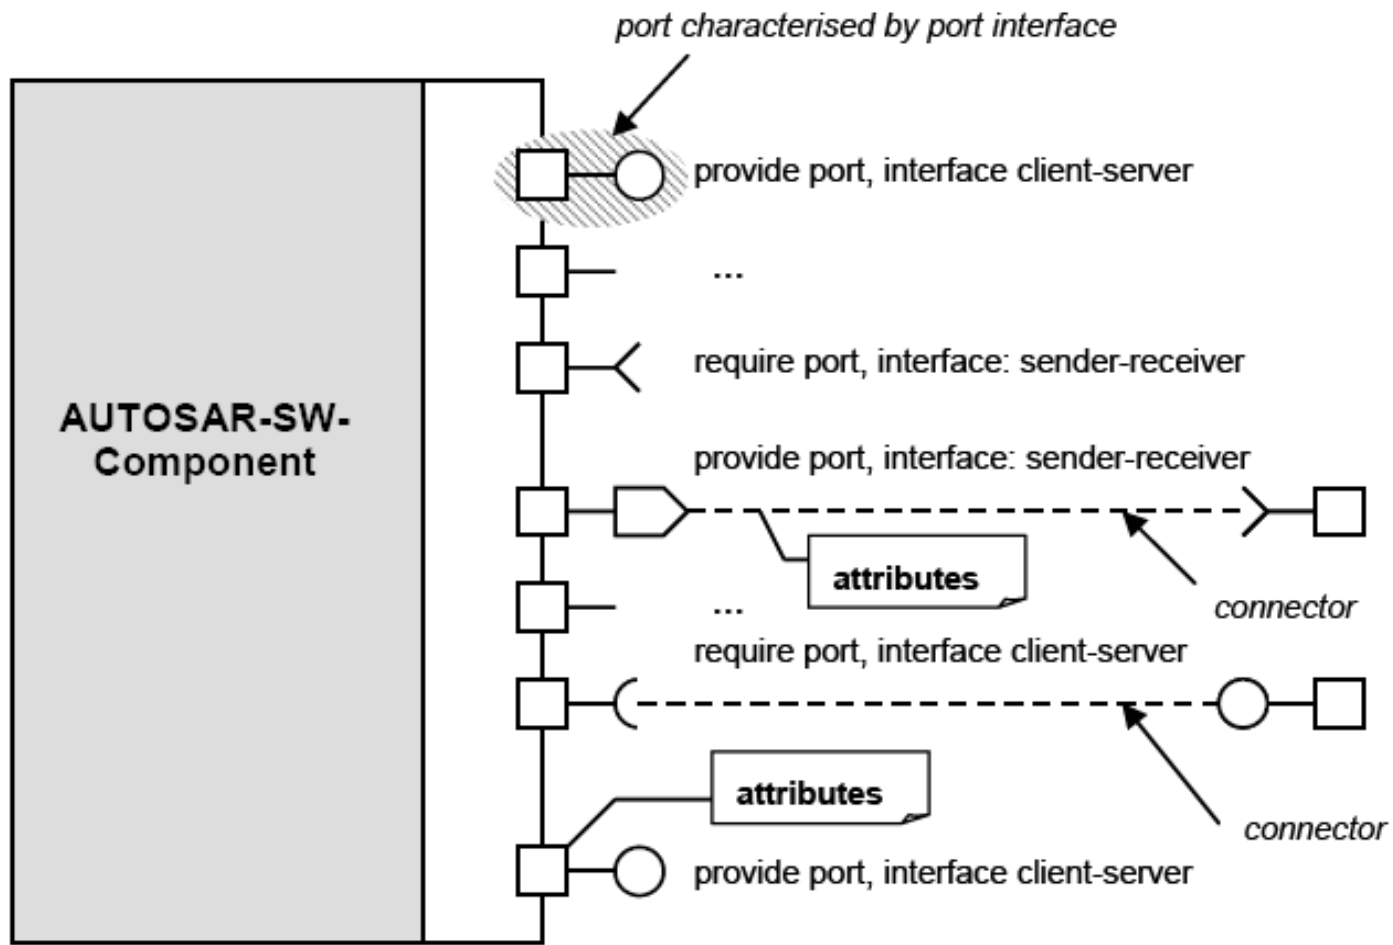 port characterised by port interface
provide port, interface client-server
...
require port, interface: sender-receiver
AUTOSAR-SW-
Component
provide port, interface: sender-receiver
attributes
connector
...
require port, interface client-server
attributes
connector
provide port, interface client-server